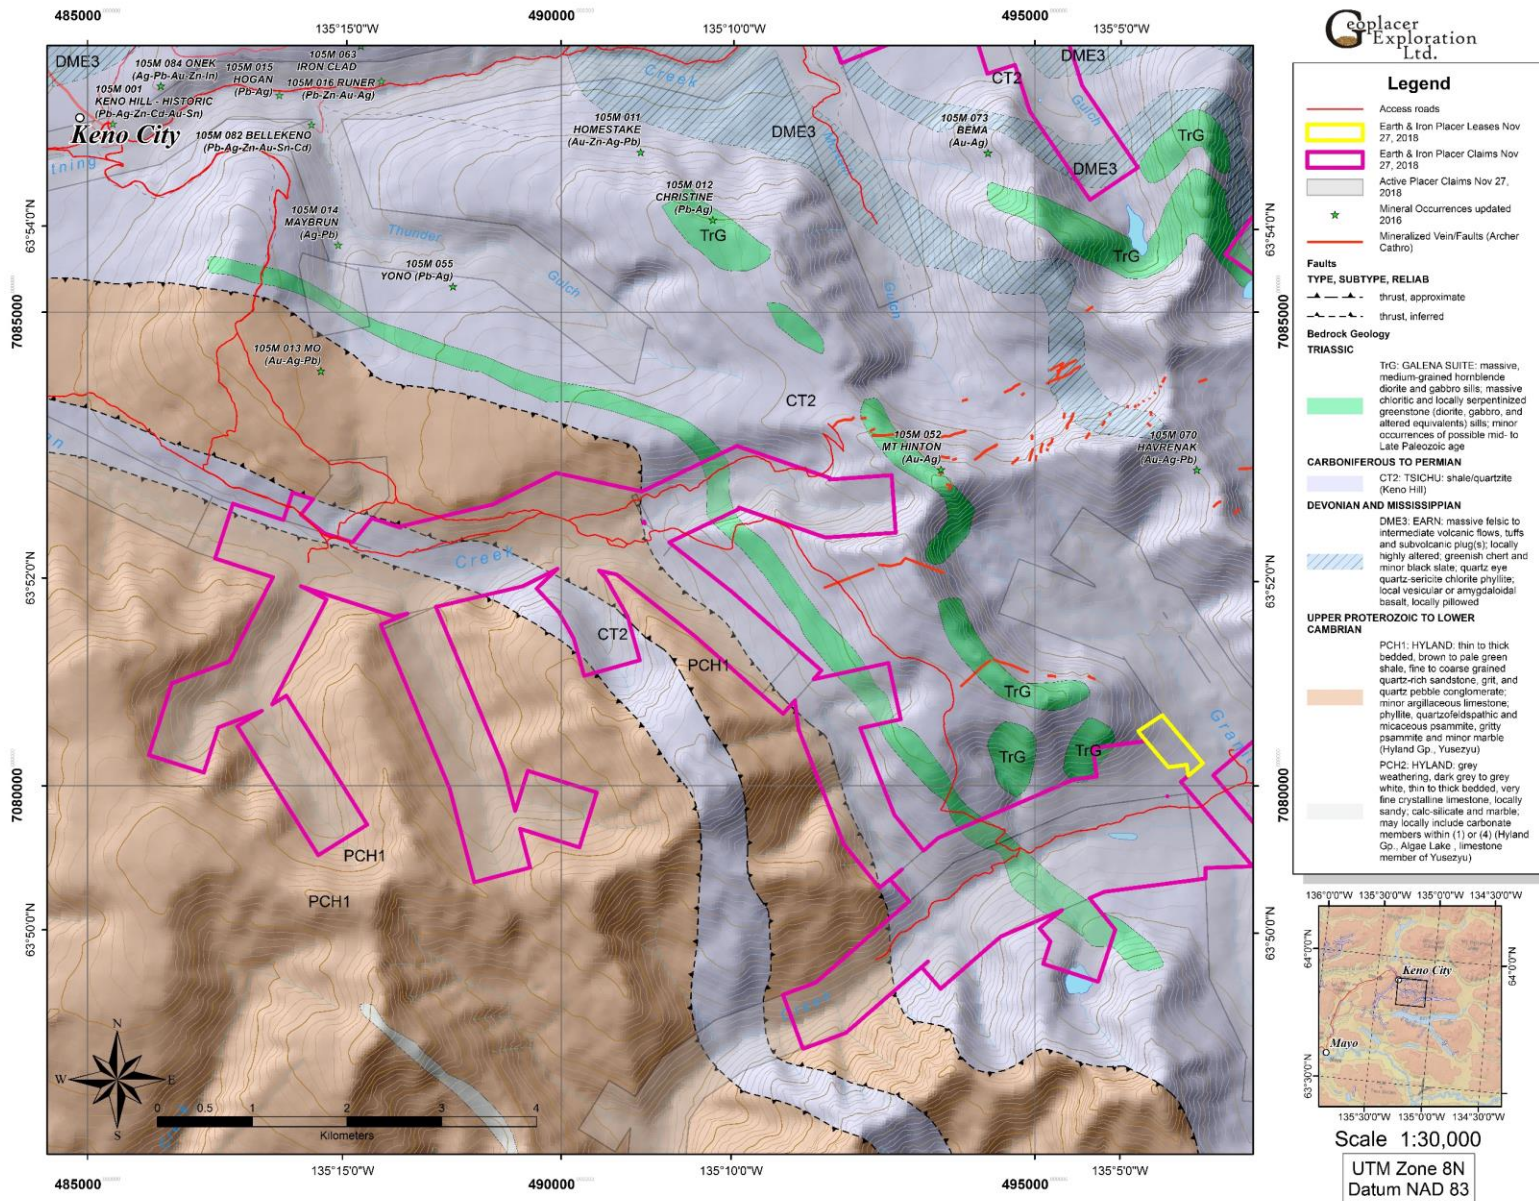 485000
490000
495000
135°15'0"W
135°10'0"W
135°5'0"W
Geoplacer
Exploration
Ltd.
Legend
Access roads
Earth & Iron Placer Leases Nov
27, 2018
Earth & Iron Placer Claims Nov
27, 2018
Active Placer Claims Nov 27,
2018
Mineral Occurrences updated
2016
Mineralized Vein/Faults (Archer
Cathro)
Faults
TYPE, SUBTYPE, RELIAB
thrust, approximate
thrust, inferred
Bedrock Geology
TRIASSIC
TrG: GALENA SUITE: massive,
medium-grained hornblende
diorite and gabbro sills; massive
chloritic and locally serpentinized
greenstone (diorite, gabbro, and
altered equivalents) sills; minor
occurrences of possible mid- to
Late Paleozoic age
CARBONIFEROUS TO PERMIAN
CT2: TSICHU: shale/quartzite
(Keno Hill)
DEVONIAN AND MISSISSIPPIAN
DME3: EARN: massive felsic to
intermediate volcanic flows, tuffs
and subvolcanic plug(s); locally
highly altered; greenish chert and
minor black slate; quartz eye
quartz-sericite chlorite phyllite;
local vesicular or amygdaloidal
basalt, locally pillowed
UPPER PROTEROZOIC TO LOWER
CAMBRIAN
PCH1: HYLAND: thin to thick
bedded, brown to pale green
shale, fine to coarse grained
quartz-rich sandstone, grit, and
quartz pebble conglomerate;
minor argillaceous limestone;
phyllite, quartzofeldspathic and
micaceous psammite, gritty
psammite and minor marble
(Hyland Gp., Yusezyu)
PCH2: HYLAND: grey
weathering, dark grey to grey
white, thin to thick bedded, very
fine crystalline limestone, locally
sandy; calc-silicate and marble;
may locally include carbonate
members within (1) or (4) (Hyland
Gp., Algae Lake , limestone
member of Yusezyu)
DME3
105M 084 ONEK
(Ag-Pb-Au-Zn-In)
105M 063
IRON CLAD
105M 015
HOGAN
(Pb-Ag)
105M 016 RUNER
(Pb-Zn-Au-Ag)
105M 001
KENO HILL - HISTORIC
(Pb-Ag-Zn-Cd-Au-Sn)
Keno City
105M 082 BELLEKENO
(Pb-Ag-Zn-Au-Sn-Cd)
Creek
105M 011
HOMESTAKE
(Au-Zn-Ag-Pb)
DME3
105M 073
BEMA
(Au-Ag)
CT2
DME3
Gulch
TrG
DME3
105M 012
CHRISTINE
(Pb-Ag)
TrG
105M 014
MAYBRUN
(Ag-Pb)
Thunder
Gulch
105M 055
YONO (Pb-Ag)
Gulch
TrG
105M 013 MO
(Au-Ag-Pb)
CT2
105M 052
MT HINTON
(Au-Ag)
105M 070
HAVRENAK
(Au-Ag-Pb)
Creek
CT2
PCH1
TrG
TrG
TrG
PCH1
PCH1
63°54'0"N
63°52'0"N
63°50'0"N
7085000
7080000
63°54'0"N
63°52'0"N
63°50'0"N
7085000
7080000
N
W
E
S
0
0.5
1
2
3
4
Kilometers
485000
490000
495000
135°15'0"W
135°10'0"W
135°5'0"W
136°0'0"W
135°30'0"W
135°0'0"W
134°30'0"W
64°0'0"N
64°0'0"N
63°30'0"N
63°30'0"N
Keno City
Mayo
135°30'0"W
135°0'0"W
134°30'0"W
Scale 1:30,000
UTM Zone 8N
Datum NAD 83